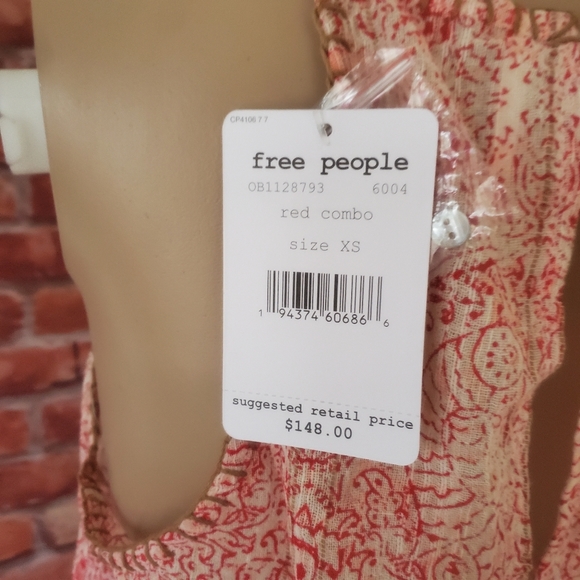 CP4106 7 7
free people
OB1128793 6004
red combo
size XS
1 94374 60686 6
suggested retail price
$148.00